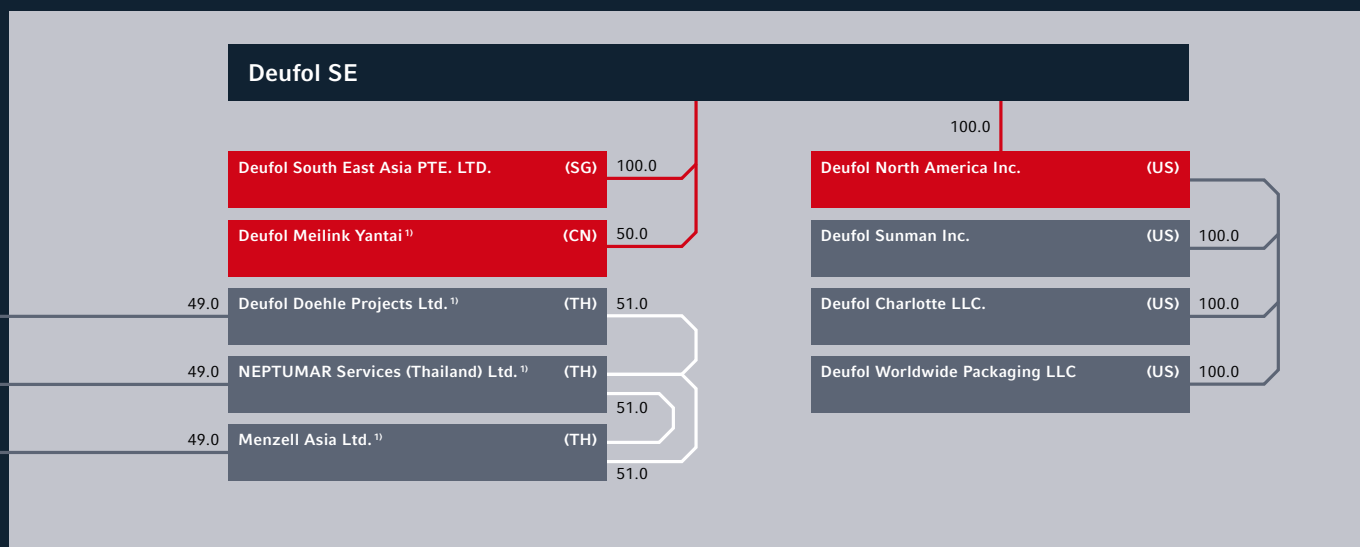 Deufol SE
100.0
Deufol South East Asia PTE. LTD. (SG) 100.0
Deufol Meilink Yantai 1) (CN) 50.0
49.0 Deufol Doehle Projects Ltd. 1) (TH) 51.0
49.0 NEPTUMAR Services (Thailand) Ltd. 1) (TH)
51.0
49.0 Menzell Asia Ltd. 1) (TH)
51.0
Deufol North America Inc. (US)
Deufol Sunman Inc. (US) 100.0
Deufol Charlotte LLC. (US) 100.0
Deufol Worldwide Packaging LLC (US) 100.0